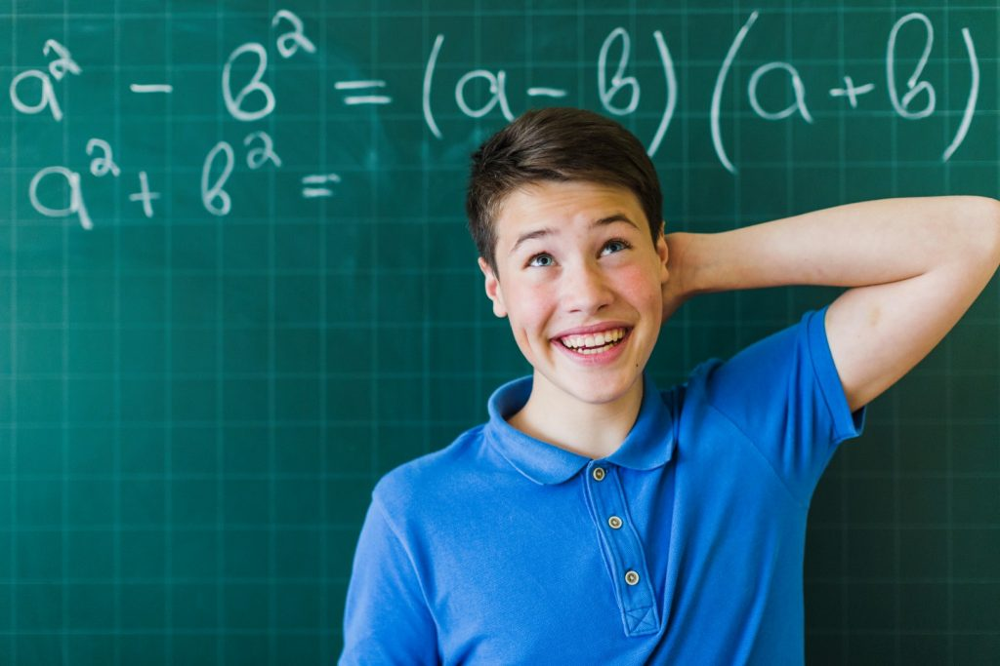 a² - b² = (a - b) (a + b)
a² + b² =